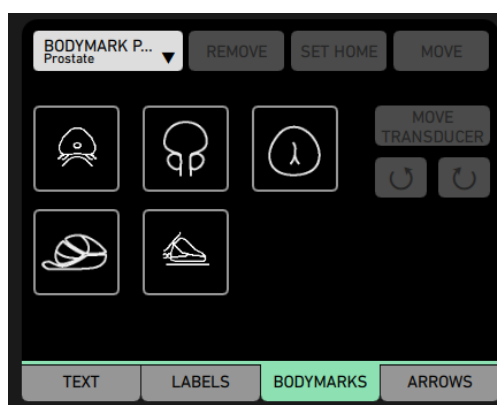 BODYMARK P...
Prostate
REMOVE
SET HOME
MOVE
MOVE
TRANSDUCER
TEXT
LABELS
BODYMARKS
ARROWS